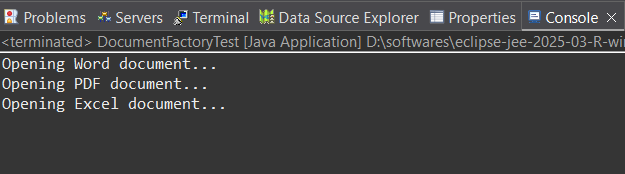 Problems Servers Terminal Data Source Explorer Properties Console
<terminated> DocumentFactoryTest [Java Application] D:\softwares\eclipse-jee-2025-03-R-win
Opening Word document...
Opening PDF document...
Opening Excel document...